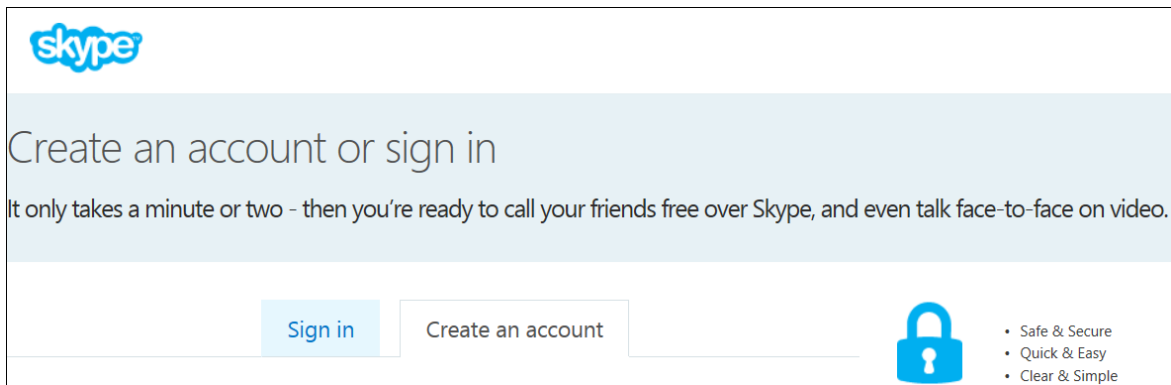 skype™
Create an account or sign in
It only takes a minute or two - then you're ready to call your friends free over Skype, and even talk face-to-face on video.
Sign in
Create an account
• Safe & Secure
• Quick & Easy
• Clear & Simple